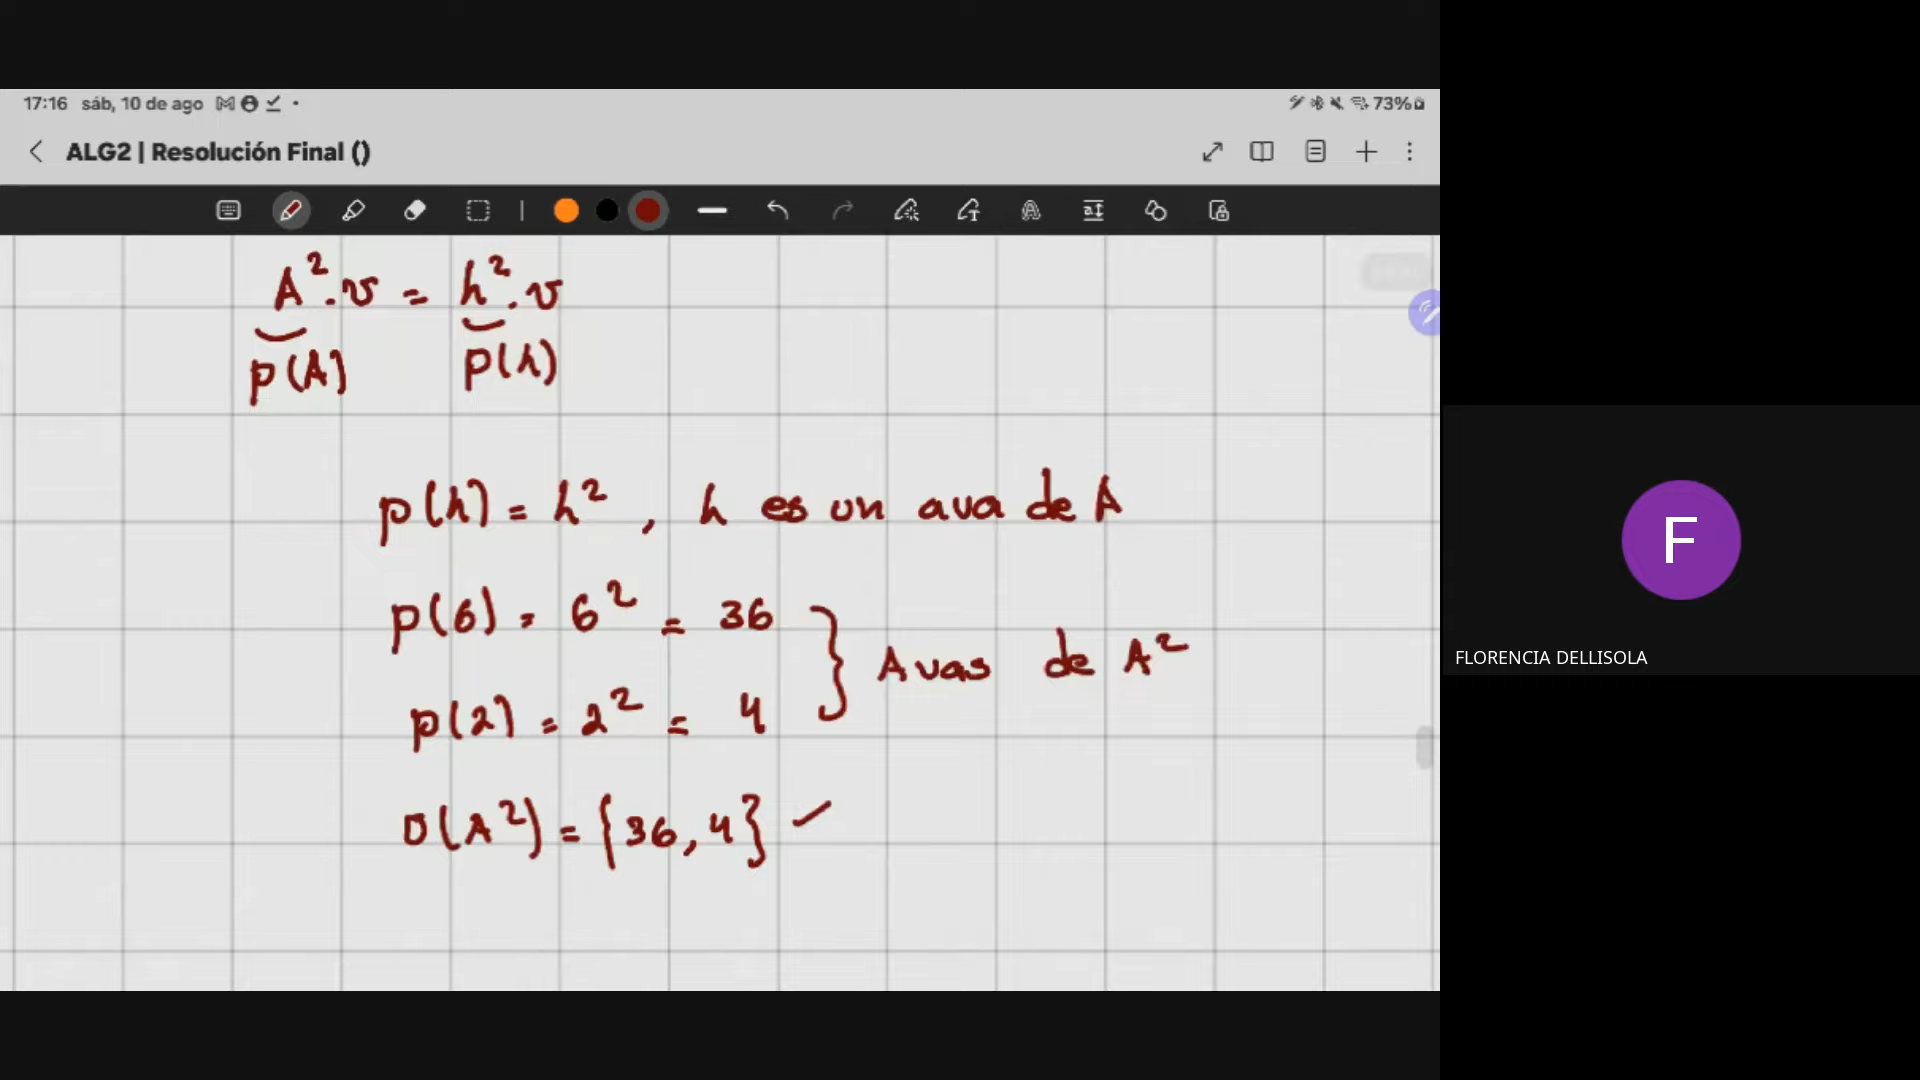 17:16 sáb, 10 de ago 73%
ALG2 | Resolución Final ()
A².v = λ².v
p(A) p(λ)
p(λ) = λ², λ es un ava de A
p(6) = 6² = 36
Avas de A²
p(2) = 2² = 4
σ(A²) = {36, 4}
F
FLORENCIA DELLISOLA